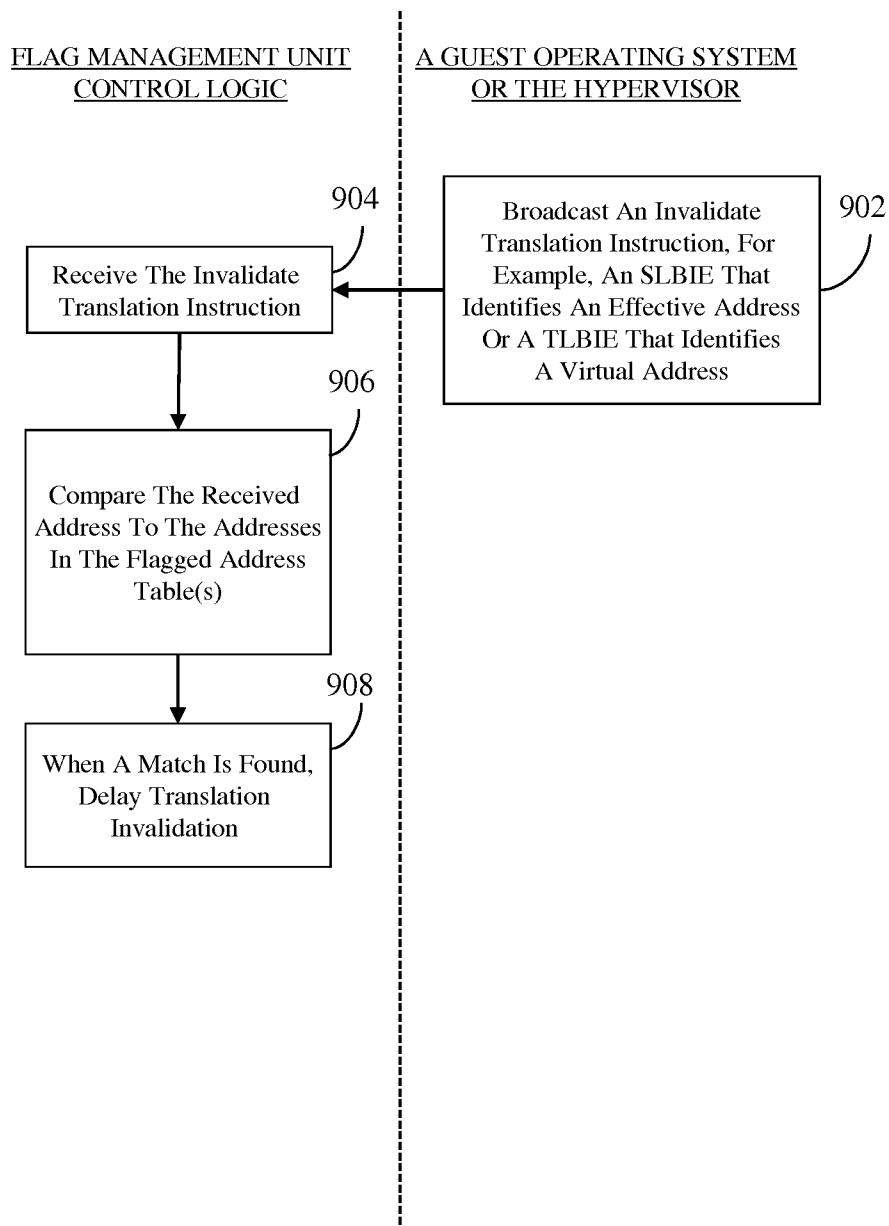 FLAG MANAGEMENT UNIT
CONTROL LOGIC
A GUEST OPERATING SYSTEM
OR THE HYPERVISOR
902
Broadcast An Invalidate
Translation Instruction, For
Example, An SLBIE That
Identifies An Effective Address
Or A TLBIE That Identifies
A Virtual Address
904
Receive The Invalidate
Translation Instruction
906
Compare The Received
Address To The Addresses
In The Flagged Address
Table(s)
908
When A Match Is Found,
Delay Translation
Invalidation